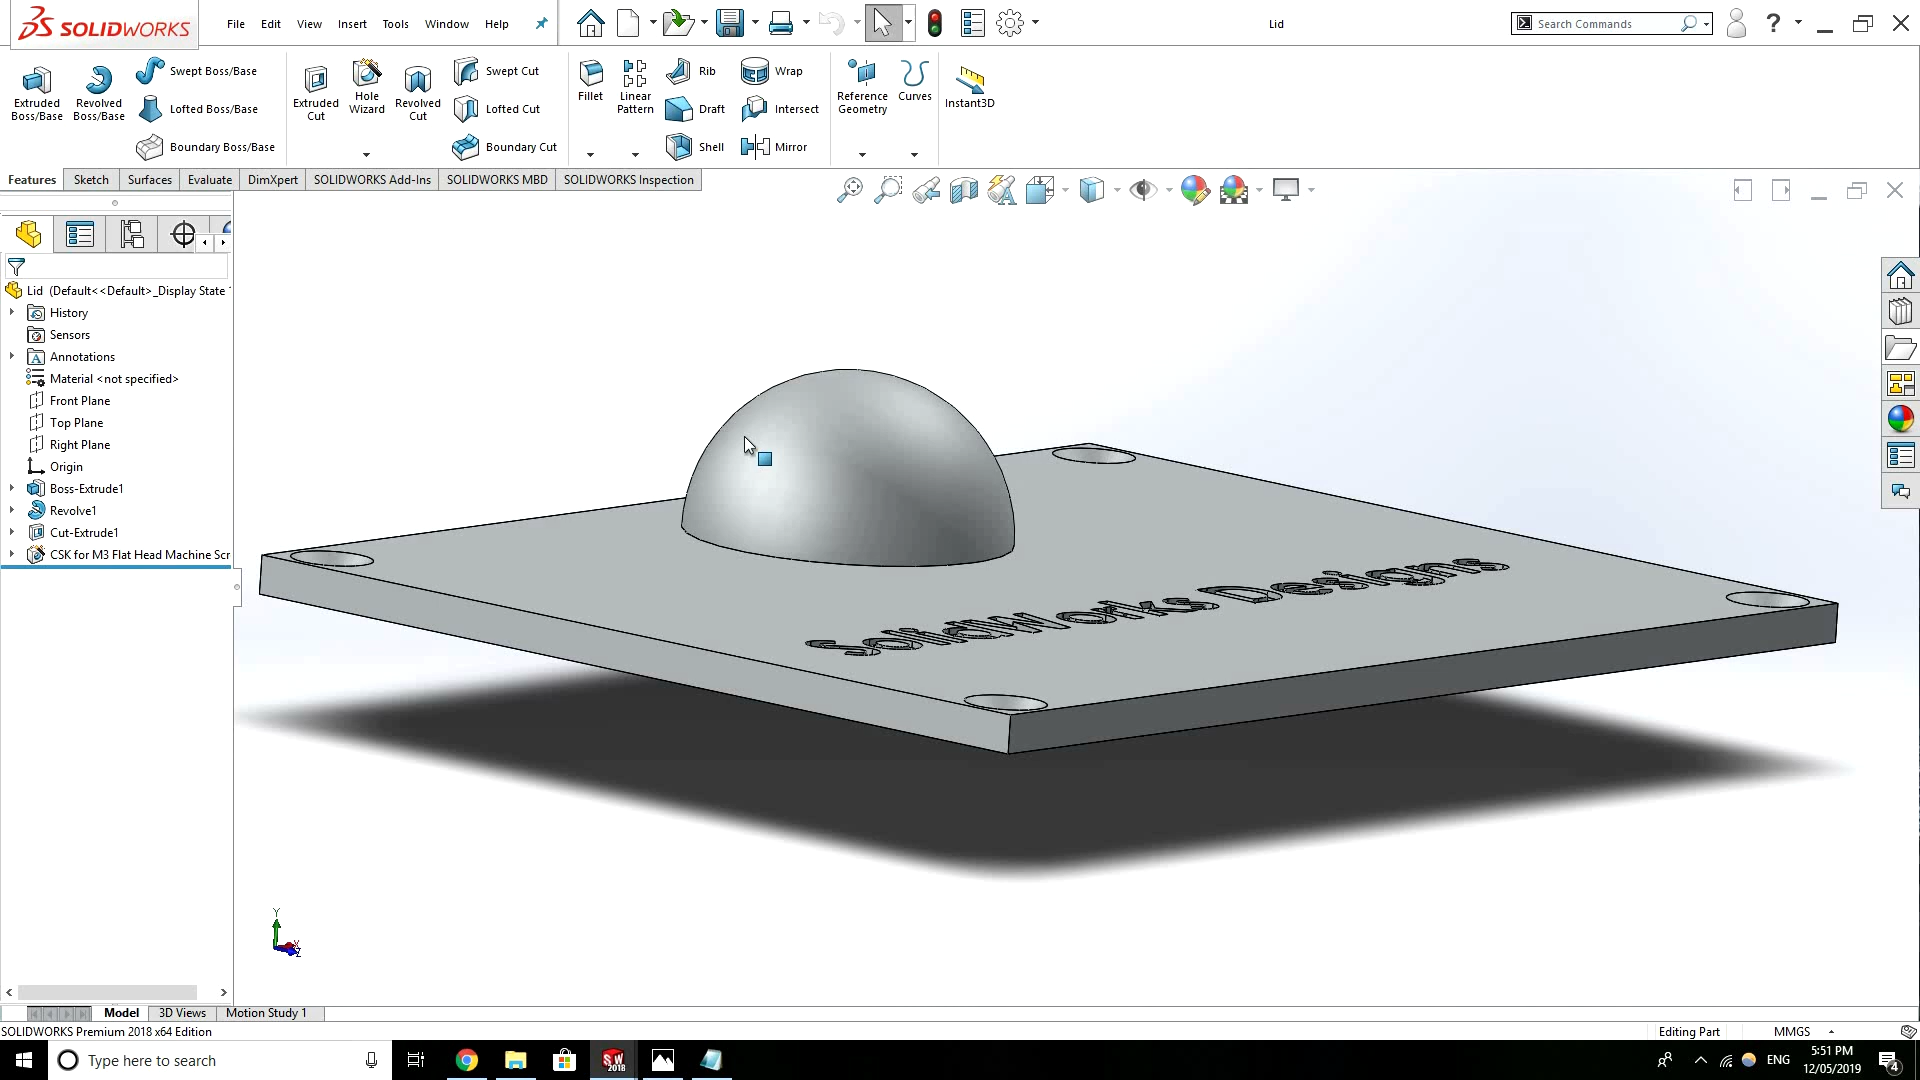 SOLIDWORKS
File Edit View Insert Tools Window Help
Lid
Search Commands
Extruded Boss/Base
Revolved Boss/Base
Swept Boss/Base
Lofted Boss/Base
Boundary Boss/Base
Extruded Cut
Hole Wizard
Revolved Cut
Swept Cut
Lofted Cut
Boundary Cut
Fillet
Linear Pattern
Rib
Draft
Shell
Wrap
Intersect
Mirror
Reference Geometry
Curves
Instant3D
Features Sketch Surfaces Evaluate DimXpert SOLIDWORKS Add-Ins SOLIDWORKS MBD SOLIDWORKS Inspection
Lid (Default<<Default>_Display State
History
Sensors
Annotations
Material <not specified>
Front Plane
Top Plane
Right Plane
Origin
Boss-Extrude1
Revolve1
Cut-Extrude1
CSK for M3 Flat Head Machine Scr
SolidWorks Designs
Y
X
Z
Model 3D Views Motion Study 1
SOLIDWORKS Premium 2018 x64 Edition
Editing Part MMGS
Type here to search
SW 2018
ENG
5:51 PM
12/05/2019
4